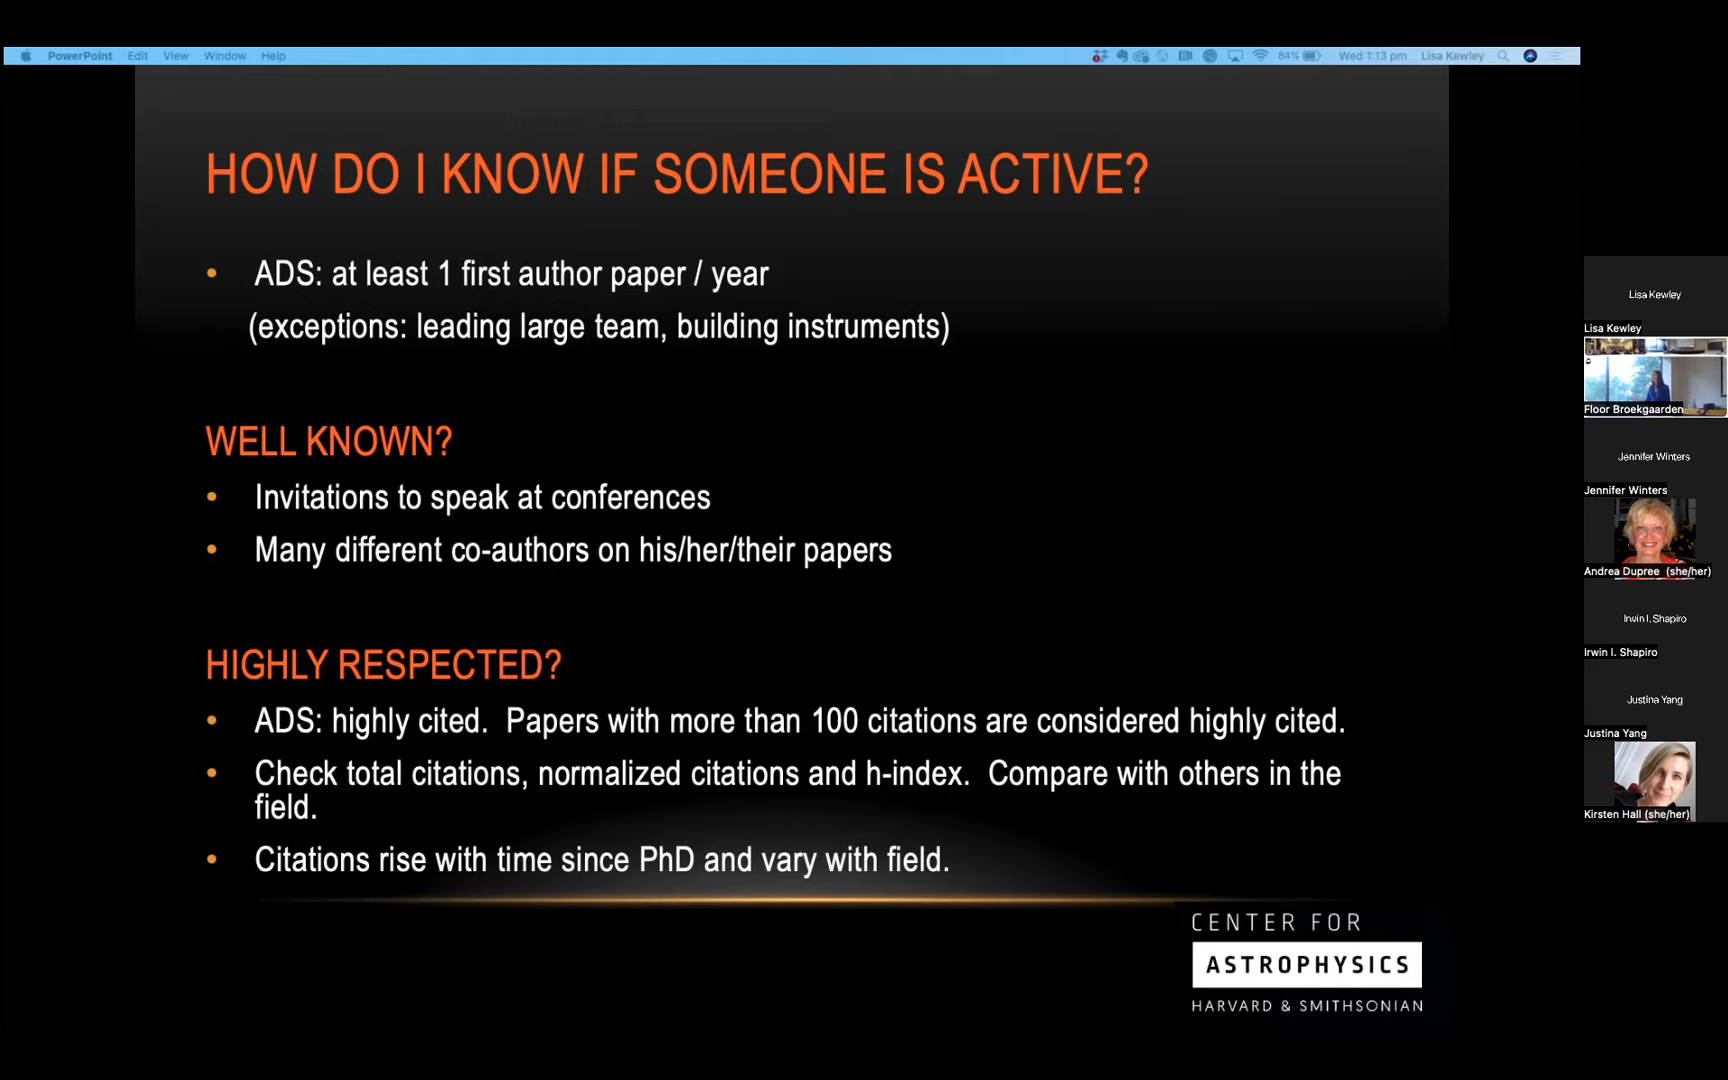 PowerPoint Edit View Window Help 84% Wed 1:13 pm Lisa Kewley
HOW DO I KNOW IF SOMEONE IS ACTIVE?
• ADS: at least 1 first author paper / year
(exceptions: leading large team, building instruments)
WELL KNOWN?
• Invitations to speak at conferences
• Many different co-authors on his/her/their papers
HIGHLY RESPECTED?
• ADS: highly cited. Papers with more than 100 citations are considered highly cited.
• Check total citations, normalized citations and h-index. Compare with others in the
field.
• Citations rise with time since PhD and vary with field.
CENTER FOR
ASTROPHYSICS
HARVARD & SMITHSONIAN
Lisa Kewley
Lisa Kewley
Floor Broekgaarden
Jennifer Winters
Jennifer Winters
Andrea Dupree (she/her)
Irwin I. Shapiro
Irwin I. Shapiro
Justina Yang
Justina Yang
Kirsten Hall (she/her)